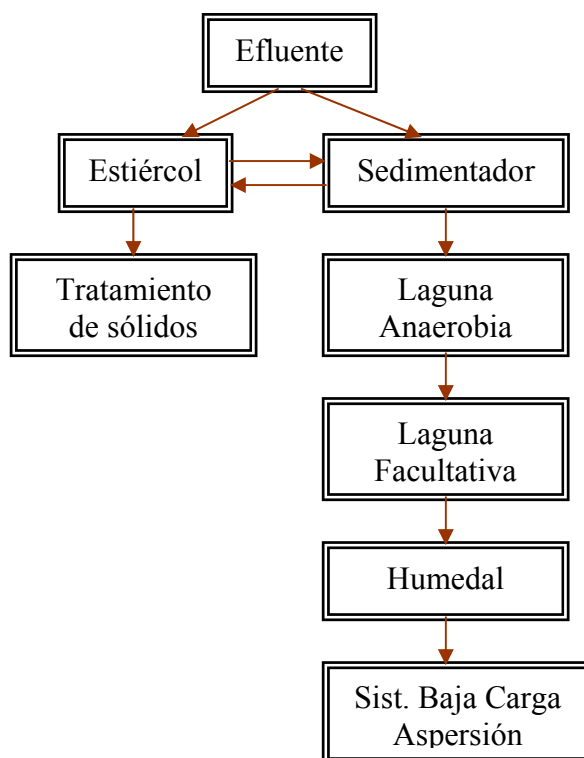 Efluente
Estiércol
Sedimentador
Tratamiento
de sólidos
Laguna
Anaerobia
Laguna
Facultativa
Humedal
Sist. Baja Carga
Aspersión